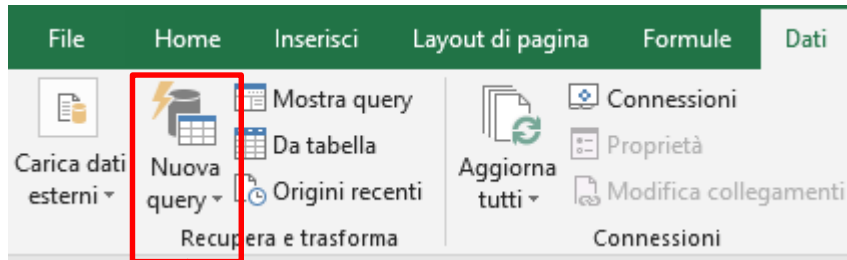 File Home Inserisci Layout di pagina Formule Dati
Carica dati
esterni
Nuova
query
Mostra query
Da tabella
Origini recenti
Recupera e trasforma
Aggiorna
tutti
Connessioni
Proprietà
Modifica collegamenti
Connessioni